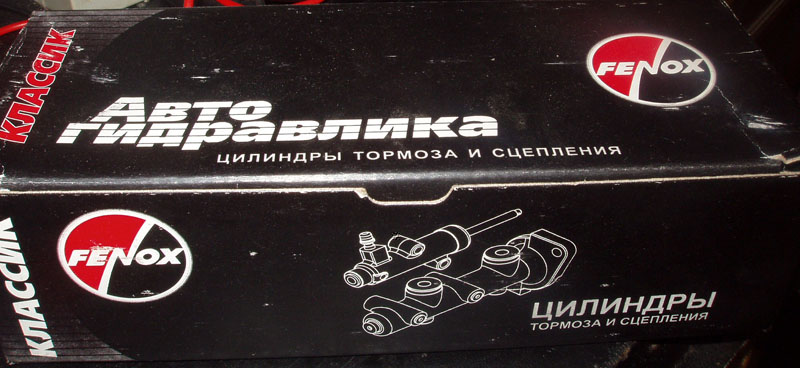 КЛАССИК
FENOX
Авто
гидравлика
ЦИЛИНДРЫ ТОРМОЗА И СЦЕПЛЕНИЯ
КЛАССИК
FENOX
ЦИЛИНДРЫ
ТОРМОЗА И СЦЕПЛЕНИЯ